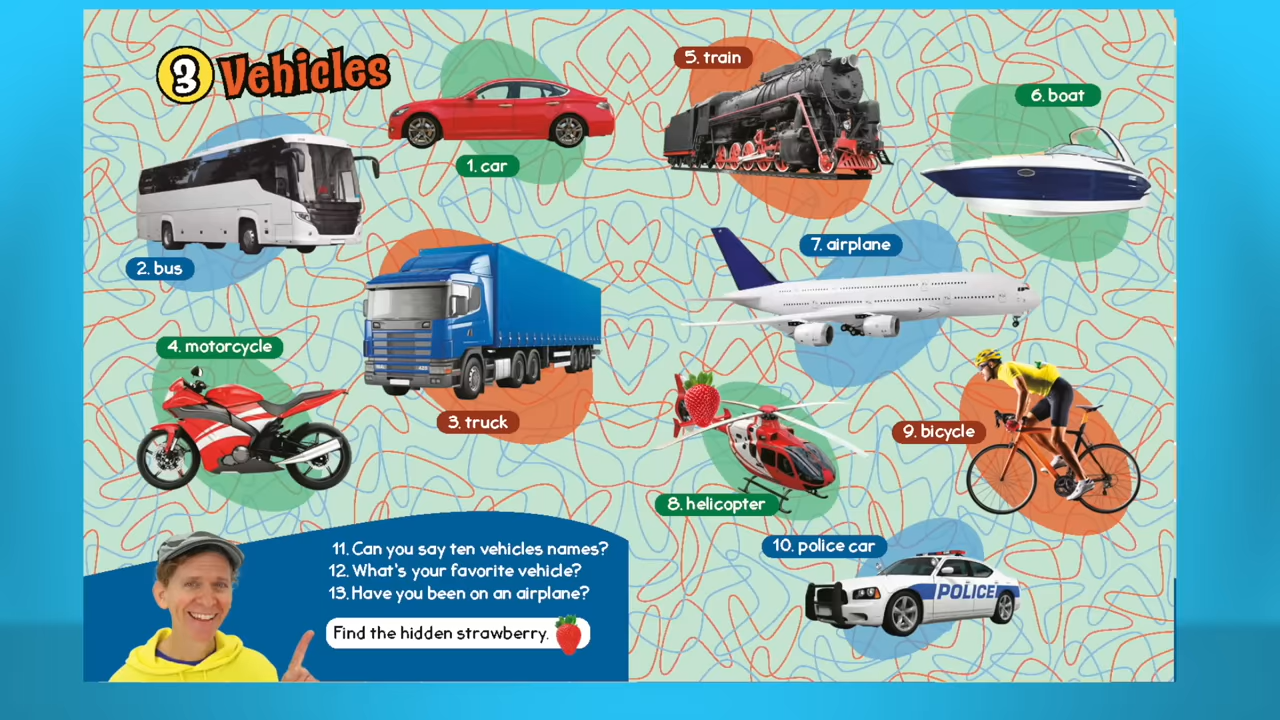 3 Vehicles
1. car
2. bus
3. truck
4. motorcycle
5. train
6. boat
7. airplane
8. helicopter
9. bicycle
10. police car
POLICE
11. Can you say ten vehicles names?
12. What's your favorite vehicle?
13. Have you been on an airplane?
Find the hidden strawberry.